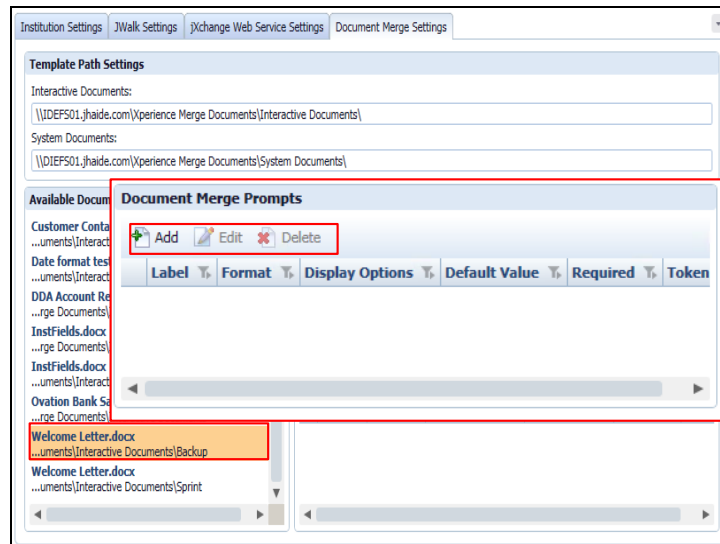 Institution Settings JWalk Settings jXchange Web Service Settings Document Merge Settings
Template Path Settings
Interactive Documents:
\\IDEFS01.jhaide.com\Xperience Merge Documents\Interactive Documents\
System Documents:
\\DIEFS01.jhaide.com\Xperience Merge Documents\System Documents\
Available Docum
Customer Conta
...uments\Interact
Date format test
...uments\Interact
DDA Account Re
...rge Documents\
InstFields.docx
...rge Documents\
InstFields.docx
...uments\Interact
Ovation Bank Sa
...rge Documents\
Welcome Letter.docx
...uments\Interactive Documents\Backup
Welcome Letter.docx
...uments\Interactive Documents\Sprint
Document Merge Prompts
Add Edit Delete
Label Format Display Options Default Value Required Token